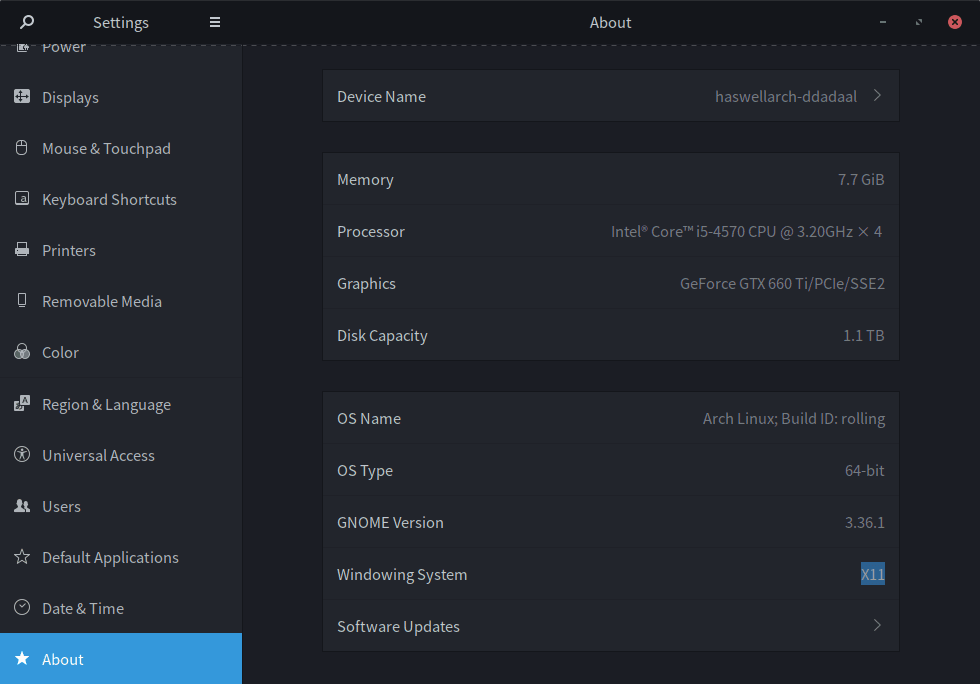 Settings
About
Power
Displays
Mouse & Touchpad
Keyboard Shortcuts
Printers
Removable Media
Color
Region & Language
Universal Access
Users
Default Applications
Date & Time
About
Device Name haswellarch-ddadaal
Memory 7.7 GiB
Processor Intel® Core™ i5-4570 CPU @ 3.20GHz × 4
Graphics GeForce GTX 660 Ti/PCIe/SSE2
Disk Capacity 1.1 TB
OS Name Arch Linux; Build ID: rolling
OS Type 64-bit
GNOME Version 3.36.1
Windowing System X11
Software Updates